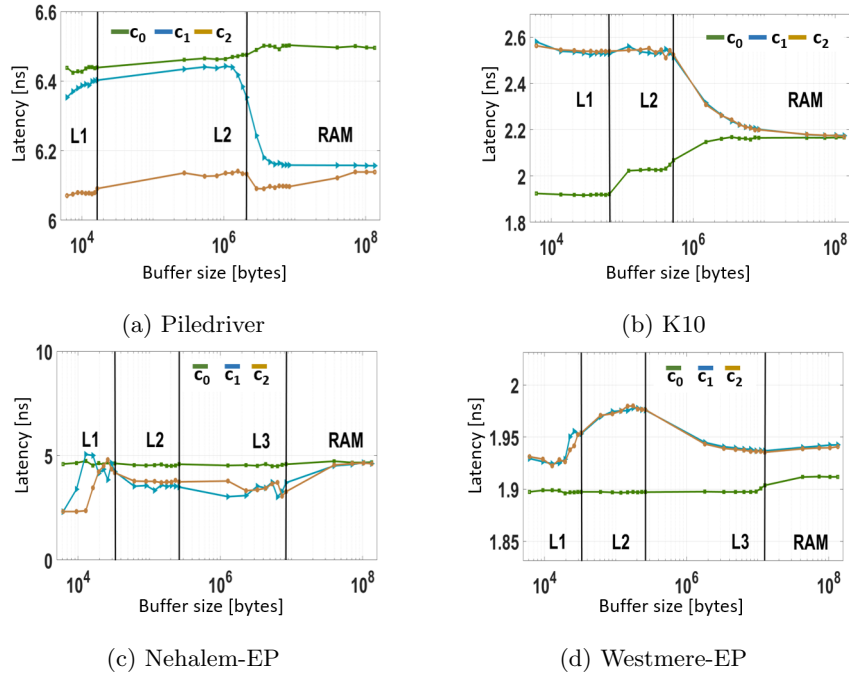 6.6
6.4
6.2
6
Latency [ns]
c0 c1 c2
L1 L2 RAM
10^4 10^6 10^8
Buffer size [bytes]
(a) Piledriver
2.6
2.4
2.2
2
1.8
Latency [ns]
c0 c1 c2
L1 L2 RAM
10^4 10^6 10^8
Buffer size [bytes]
(b) K10
10
5
0
Latency [ns]
c0 c1 c2
L1 L2 L3 RAM
10^4 10^6 10^8
Buffer size [bytes]
(c) Nehalem-EP
2
1.95
1.9
1.85
Latency [ns]
c0 c1 c2
L1 L2 L3 RAM
10^4 10^6 10^8
Buffer size [bytes]
(d) Westmere-EP